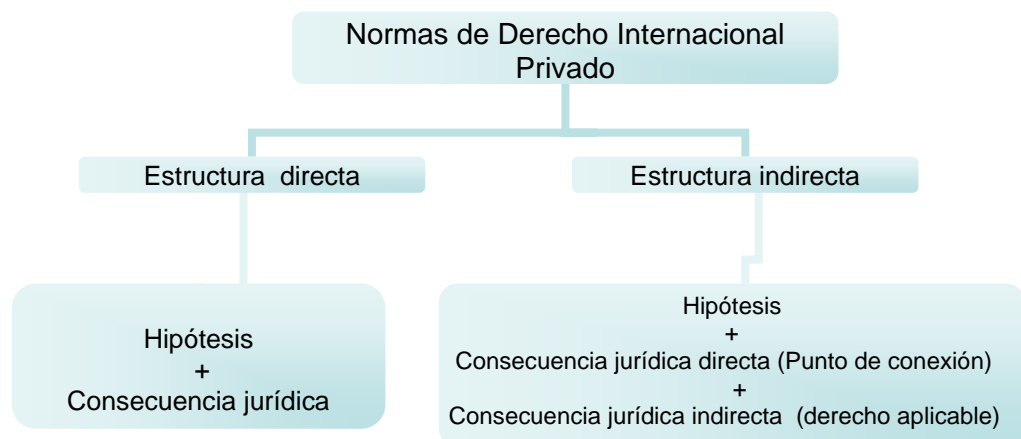 Normas de Derecho Internacional
Privado
Estructura directa
Estructura indirecta
Hipótesis
+
Consecuencia jurídica
Hipótesis
+
Consecuencia jurídica directa (Punto de conexión)
+
Consecuencia jurídica indirecta (derecho aplicable)